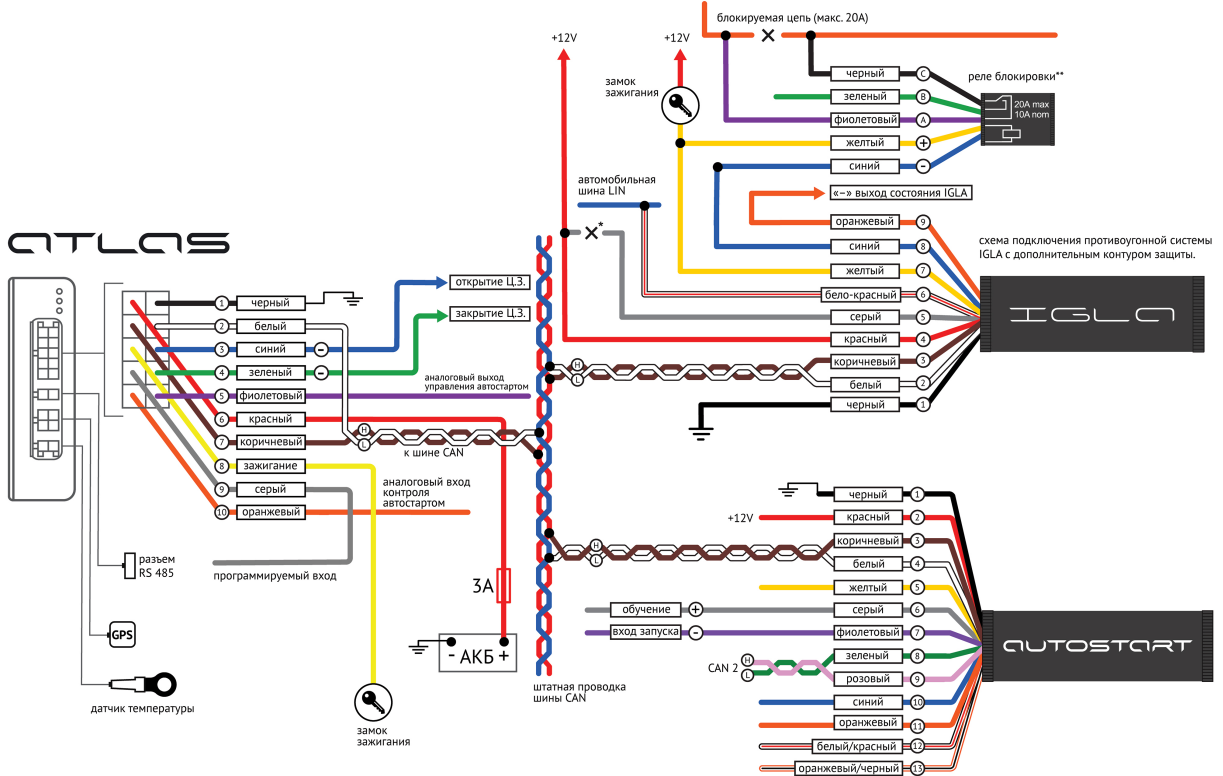 блокируемая цепь (макс. 20А)
+12V
+12V
замок
зажигания
черный
C
реле блокировки**
зеленый
B
20A max
10A nom
фиолетовый
A
желтый
+
синий
-
автомобильная
шина LIN
«–» выход состояния IGLA
*
оранжевый
9
синий
8
схема подключения противоугонной системы
IGLA с дополнительным контуром защиты.
желтый
7
бело-красный
6
серый
5
красный
4
коричневый
3
белый
2
черный
1
H
L
IGLA
ATLAS
1
черный
2
белый
3
синий
-
4
зеленый
-
5
фиолетовый
6
красный
7
коричневый
8
зажигание
9
серый
10
оранжевый
открытие Ц.З.
закрытие Ц.З.
аналоговый выход
управления автостартом
H
L
к шине CAN
аналоговый вход
контроля
автостартом
разъем
RS 485
программируемый вход
3А
GPS
- АКБ +
датчик температуры
замок
зажигания
штатная проводка
шины CAN
черный
1
+12V
красный
2
коричневый
3
H
L
белый
4
желтый
5
обучение
+
серый
6
вход запуска
-
фиолетовый
7
CAN 2
H
L
зеленый
8
розовый
9
синий
10
оранжевый
11
белый/красный
12
оранжевый/черный
13
AUTOSTART